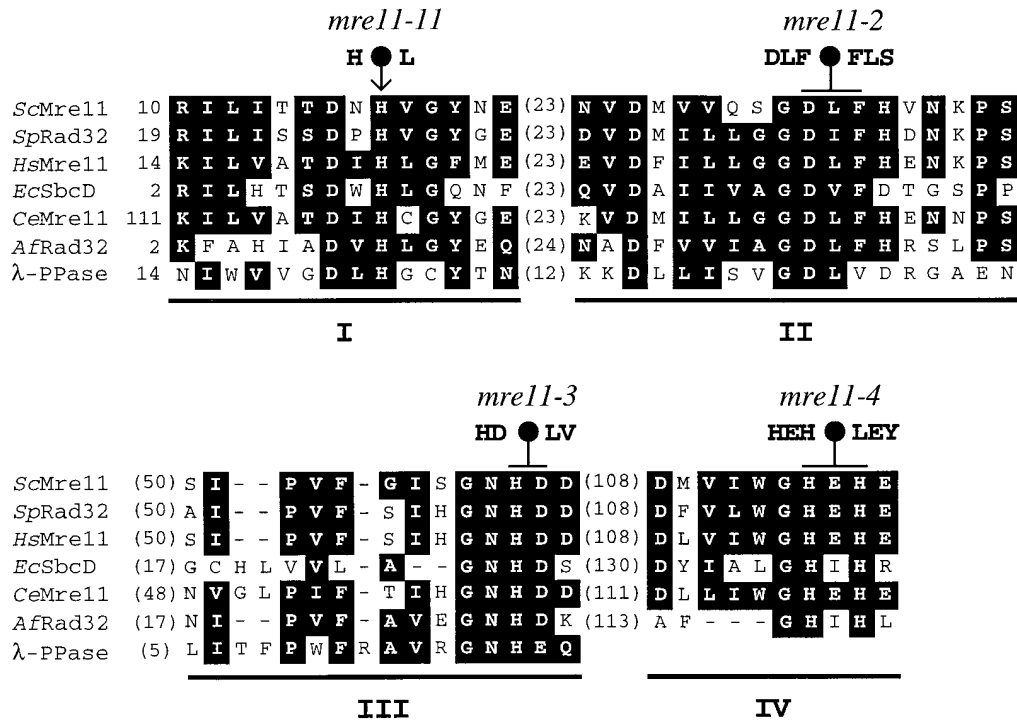 mre11-11 mre11-2
H L DLF FLS
ScMre11 10 R I L I T T D N H V G Y N E (23) N V D M V V Q S G D L F H V N K P S
SpRad32 19 R I L I S S D P H V G Y G E (23) D V D M I L L G G D I F H D N K P S
HsMre11 14 K I L V A T D I H L G F M E (23) E V D F I L L G G D L F H E N K P S
EcSbcD 2 R I L H T S D W H L G Q N F (23) Q V D A I I V A G D V F D T G S P P
CeMre11 111 K I L V A T D I H C G Y G E (23) K V D M I L L G G D L F H E N N P S
AfRad32 2 K F A H I A D V H L G Y E Q (24) N A D F V V I A G D L F H R S L P S
λ-PPase 14 N I W V V G D L H G C Y T N (12) K K D L L I S V G D L V D R G A E N
I II
mre11-3 mre11-4
HD LV HEH LEY
ScMre11 (50) S I - - P V F - G I S G N H D D (108) D M V I W G H E H E
SpRad32 (50) A I - - P V F - S I H G N H D D (108) D F V L W G H E H E
HsMre11 (50) S I - - P V F - S I H G N H D D (108) D L V I W G H E H E
EcSbcD (17) G C H L V V L - A - - G N H D S (130) D Y I A L G H I H R
CeMre11 (48) N V G L P I F - T I H G N H D D (111) D L L I W G H E H E
AfRad32 (17) N I - - P V F - A V E G N H D K (113) A F - - - G H I H L
λ-PPase (5) L I T F P W F R A V R G N H E Q
III IV